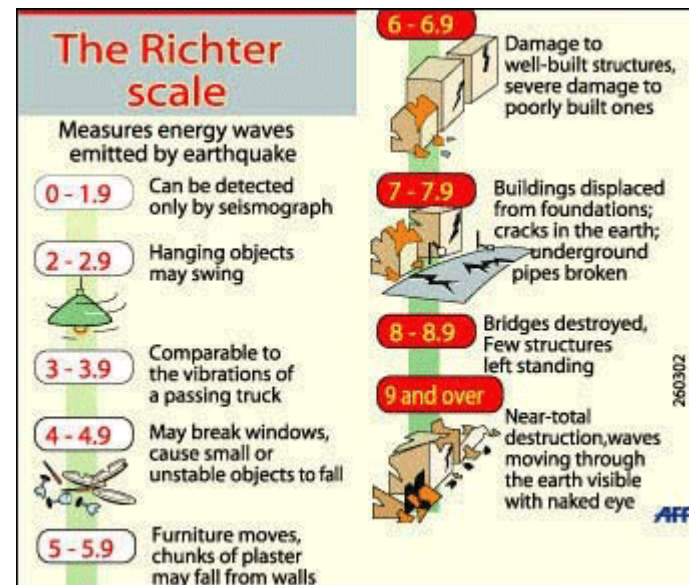 The Richter
scale
Measures energy waves
emitted by earthquake
0 - 1.9
Can be detected
only by seismograph
2 - 2.9
Hanging objects
may swing
3 - 3.9
Comparable to
the vibrations of
a passing truck
4 - 4.9
May break windows,
cause small or
unstable objects to fall
5 - 5.9
Furniture moves,
chunks of plaster
may fall from walls
6 - 6.9
Damage to
well-built structures,
severe damage to
poorly built ones
7 - 7.9
Buildings displaced
from foundations;
cracks in the earth;
underground
pipes broken
8 - 8.9
Bridges destroyed,
Few structures
left standing
9 and over
Near-total
destruction,waves
moving through
the earth visible
with naked eye
260302
AFP